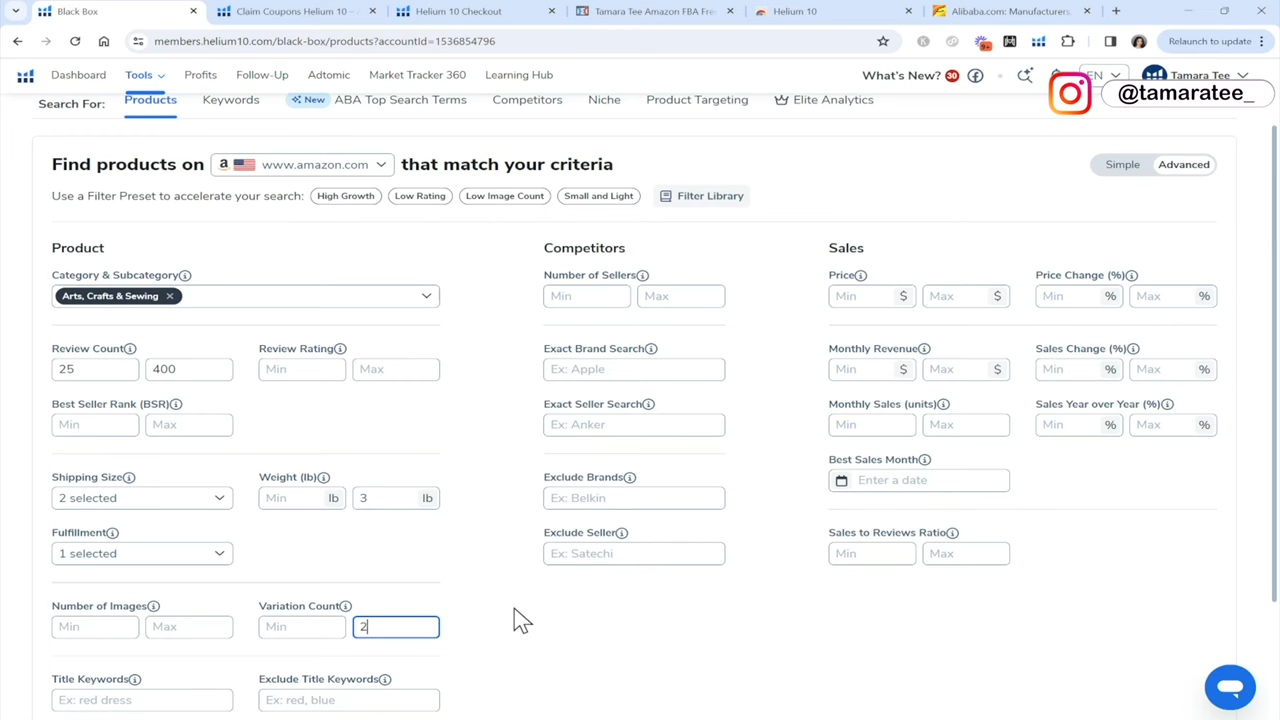 Black Box
Claim Coupons Helium 10 –
Helium 10 Checkout
Tamara Tee Amazon FBA Fre
Helium 10
Alibaba.com: Manufacturers
members.helium10.com/black-box/products?accountId=1536854796
9+
Relaunch to update
Dashboard Tools Profits Follow-Up Adtomic Market Tracker 360 Learning Hub
What's New? 30
EN
Tamara Tee
@tamaratee_
Search For: Products Keywords New ABA Top Search Terms Competitors Niche Product Targeting Elite Analytics
Find products on a www.amazon.com that match your criteria
Simple Advanced
Use a Filter Preset to accelerate your search: High Growth Low Rating Low Image Count Small and Light Filter Library
Product
Category & Subcategory
Arts, Crafts & Sewing
Review Count
25 400
Review Rating
Min Max
Best Seller Rank (BSR)
Min Max
Shipping Size
2 selected
Weight (lb)
Min lb 3 lb
Fulfillment
1 selected
Number of Images
Min Max
Variation Count
Min 2
Title Keywords
Ex: red dress
Exclude Title Keywords
Ex: red, blue
Competitors
Number of Sellers
Min Max
Exact Brand Search
Ex: Apple
Exact Seller Search
Ex: Anker
Exclude Brands
Ex: Belkin
Exclude Seller
Ex: Satechi
Sales
Price
Min $ Max $
Price Change (%)
Min % Max %
Monthly Revenue
Min $ Max $
Sales Change (%)
Min % Max %
Monthly Sales (units)
Min Max
Sales Year over Year (%)
Min % Max %
Best Sales Month
Enter a date
Sales to Reviews Ratio
Min Max